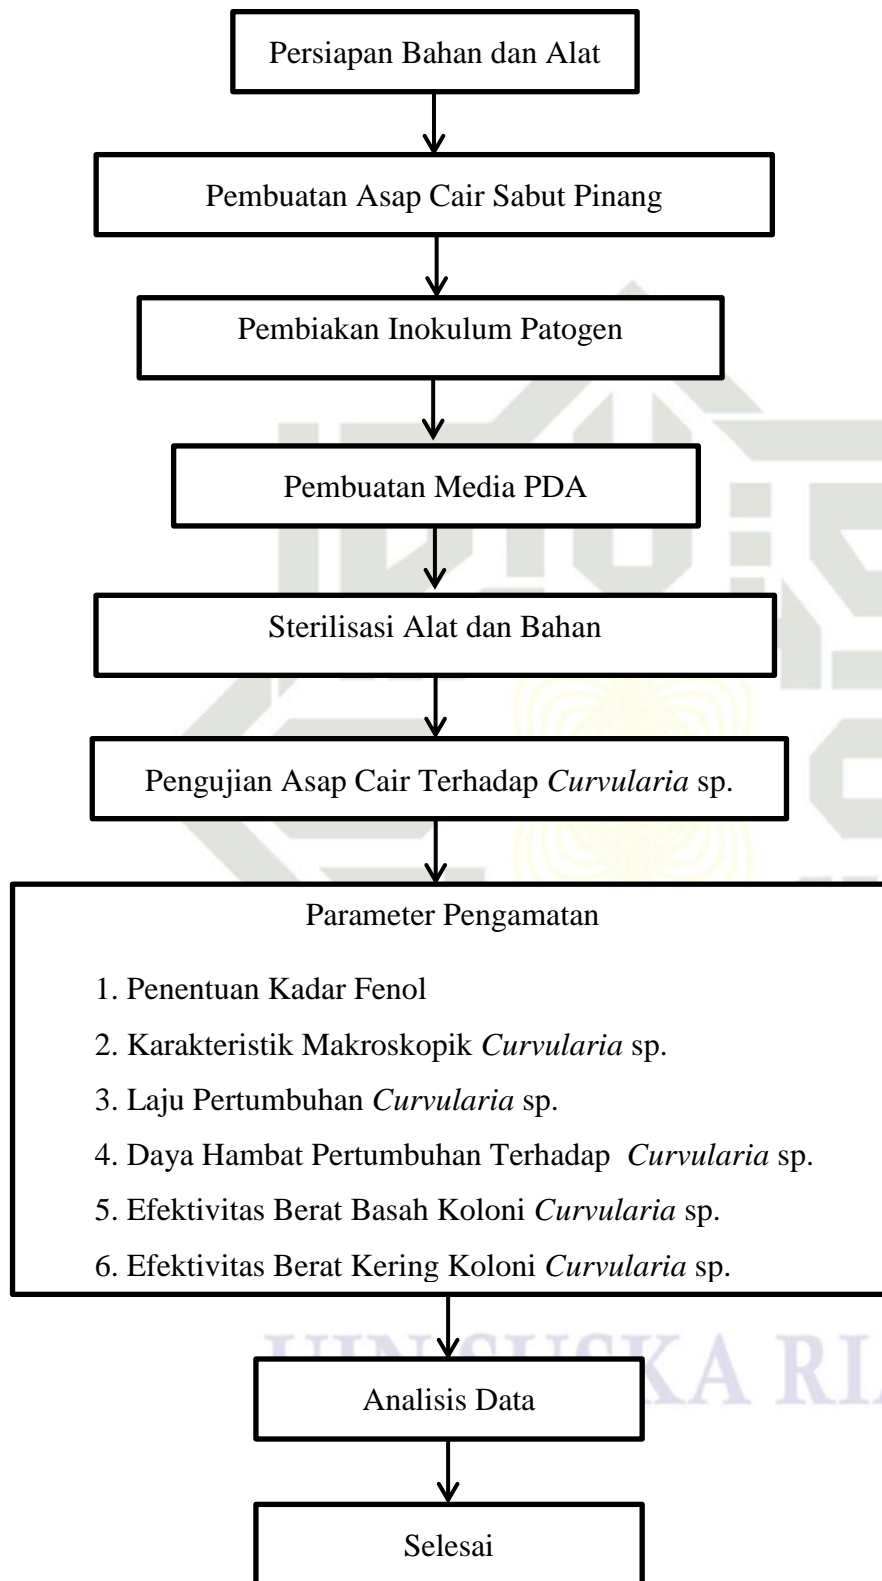 Persiapan Bahan dan Alat
Pembuatan Asap Cair Sabut Pinang
Pembiakan Inokulum Patogen
Pembuatan Media PDA
Sterilisasi Alat dan Bahan
Pengujian Asap Cair Terhadap Curvularia sp.
Parameter Pengamatan
1. Penentuan Kadar Fenol
2. Karakteristik Makroskopik Curvularia sp.
3. Laju Pertumbuhan Curvularia sp.
4. Daya Hambat Pertumbuhan Terhadap Curvularia sp.
5. Efektivitas Berat Basah Koloni Curvularia sp.
6. Efektivitas Berat Kering Koloni Curvularia sp.
Analisis Data
Selesai